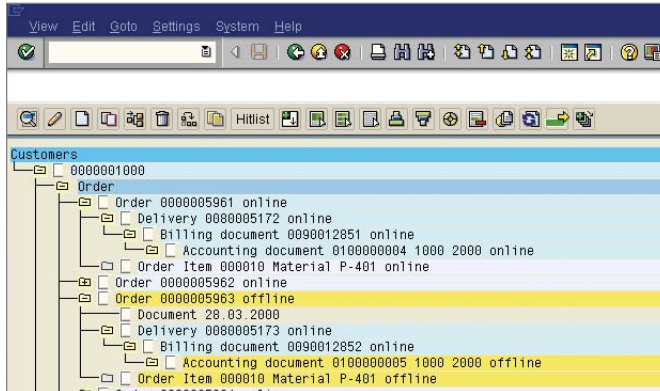 View Edit Goto Settings System Help
Hitlist
Customers
0000001000
Order
Order 0000005961 online
Delivery 0080005172 online
Billing document 0090012851 online
Accounting document 0100000004 1000 2000 online
Order Item 000010 Material P-401 online
Order 0000005962 online
Order 0000005963 offline
Document 28.03.2000
Delivery 0080005173 online
Billing document 0090012852 online
Accounting document 0100000005 1000 2000 offline
Order Item 000010 Material P-401 offline